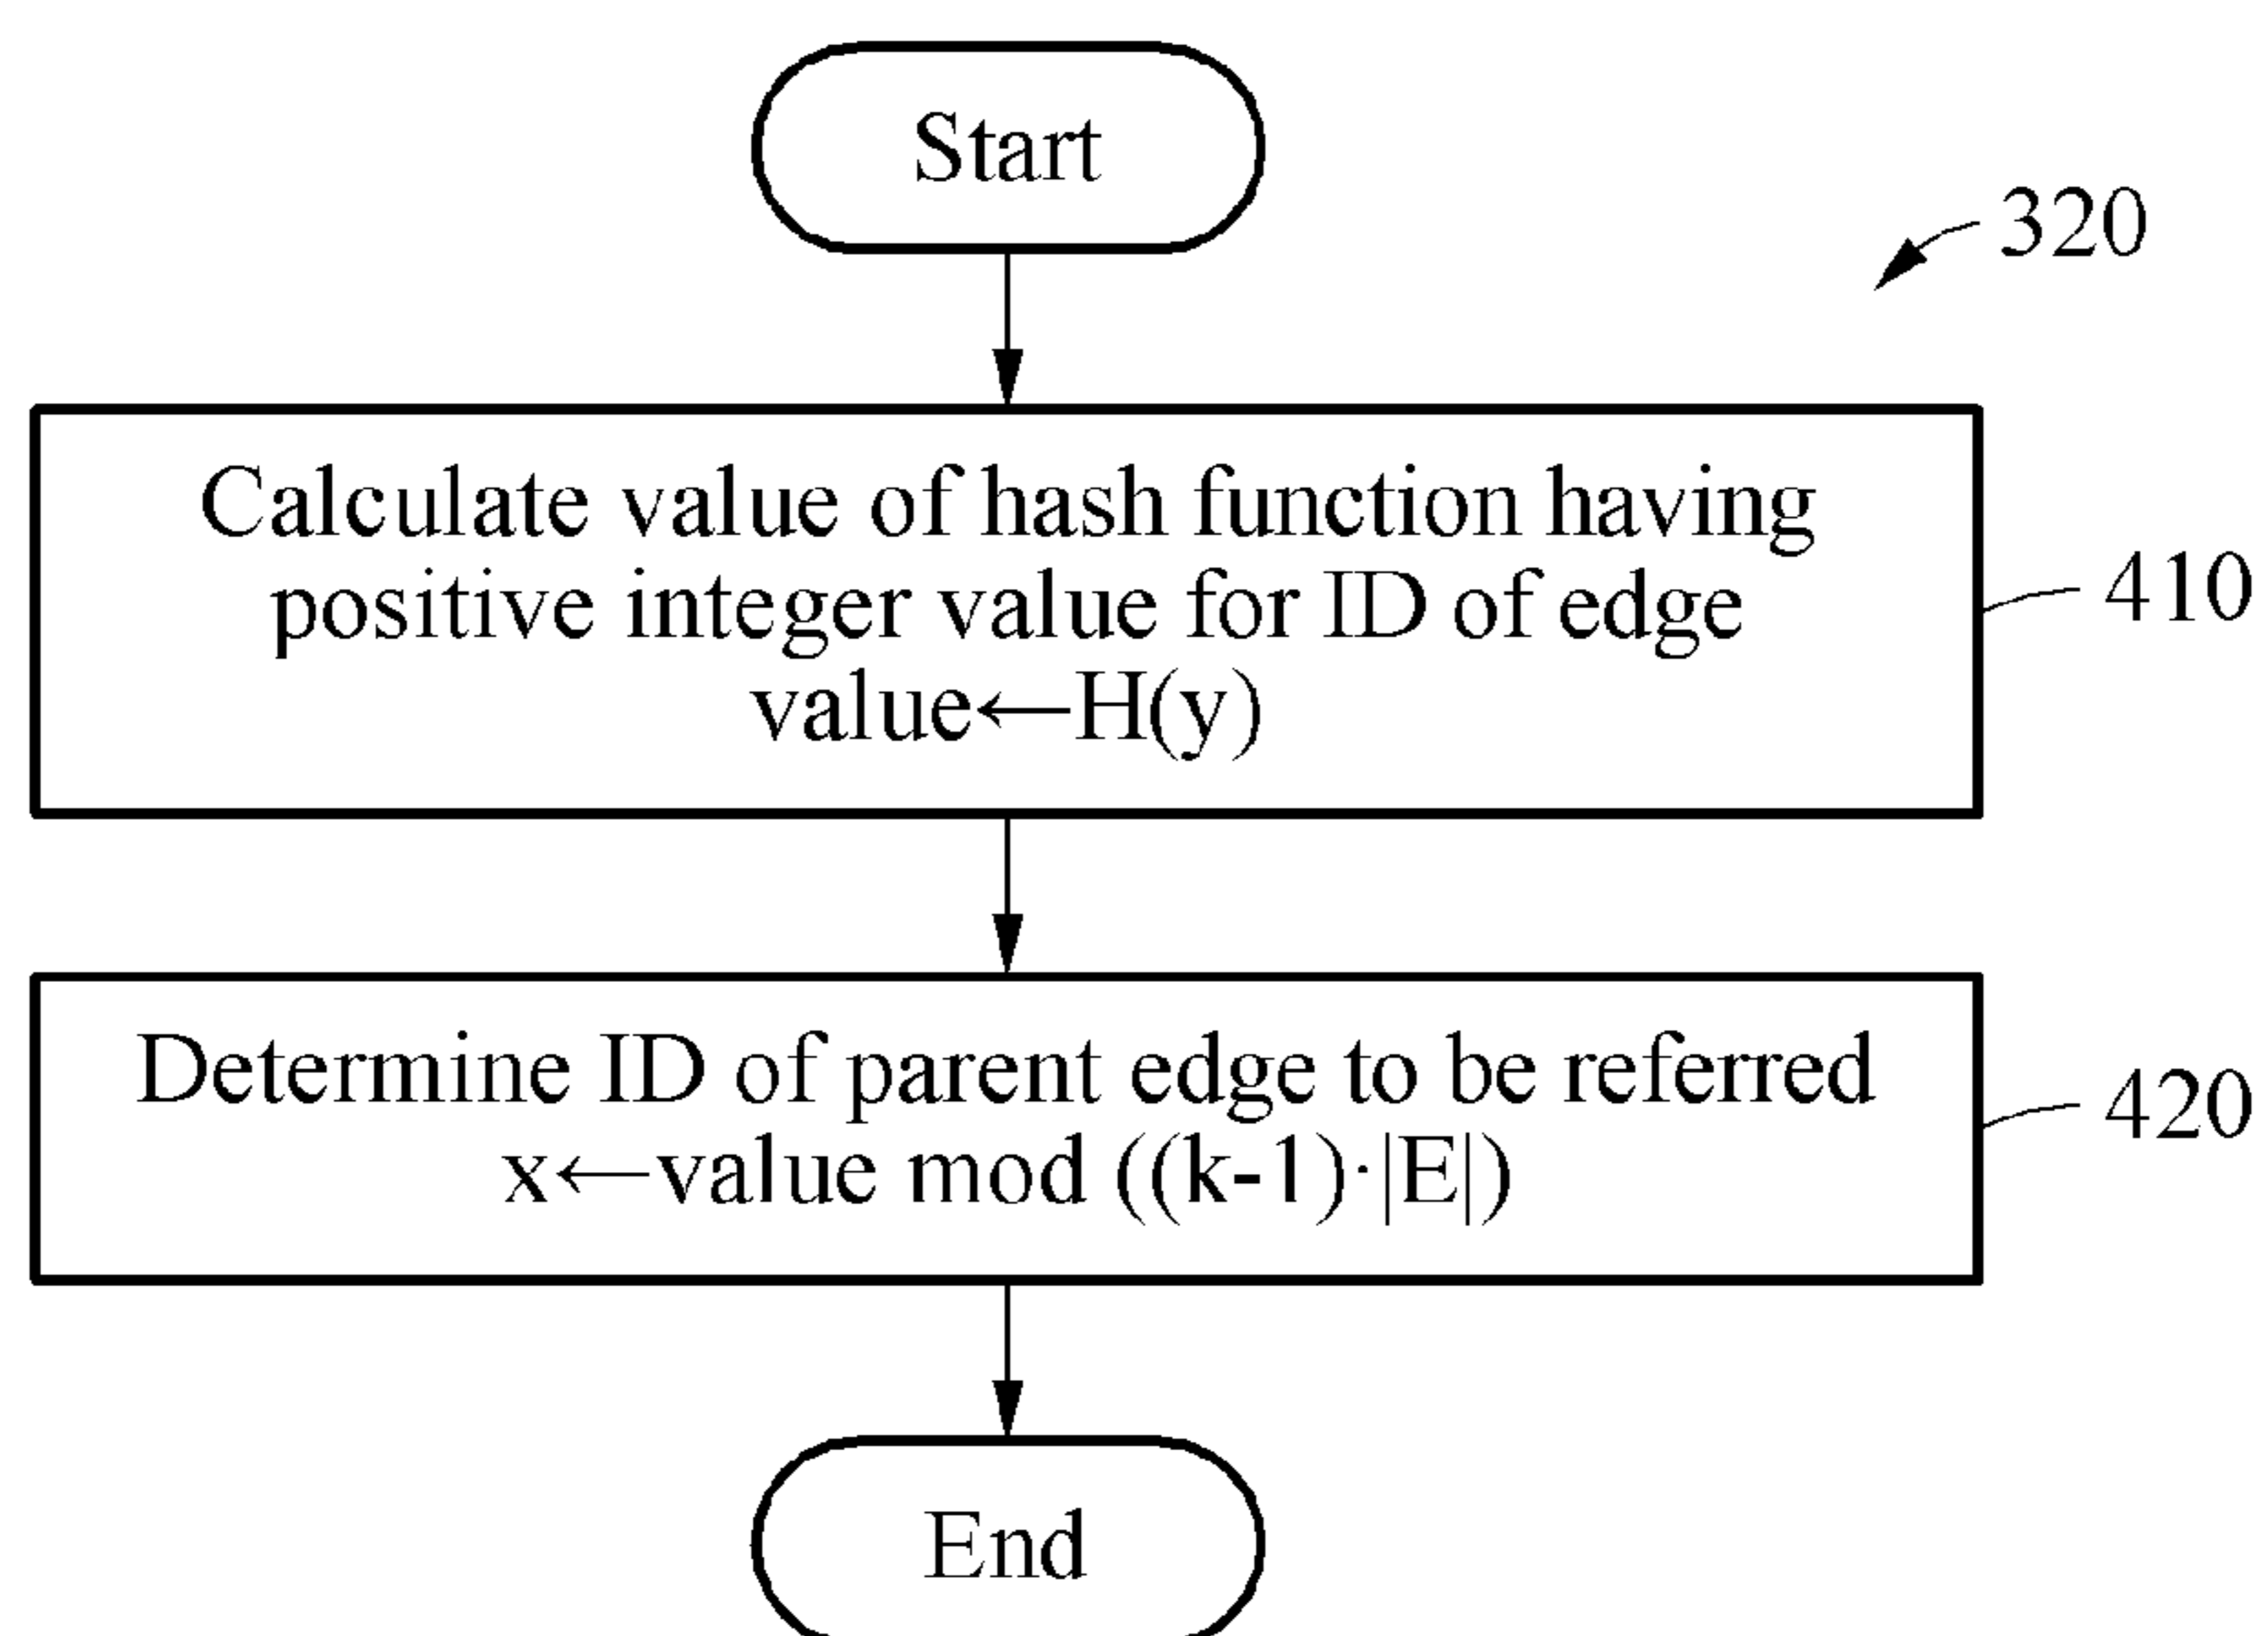 Start
320
Calculate value of hash function having
positive integer value for ID of edge
value←H(y)
410
Determine ID of parent edge to be referred
x←value mod ((k-1)·|E|)
420
End